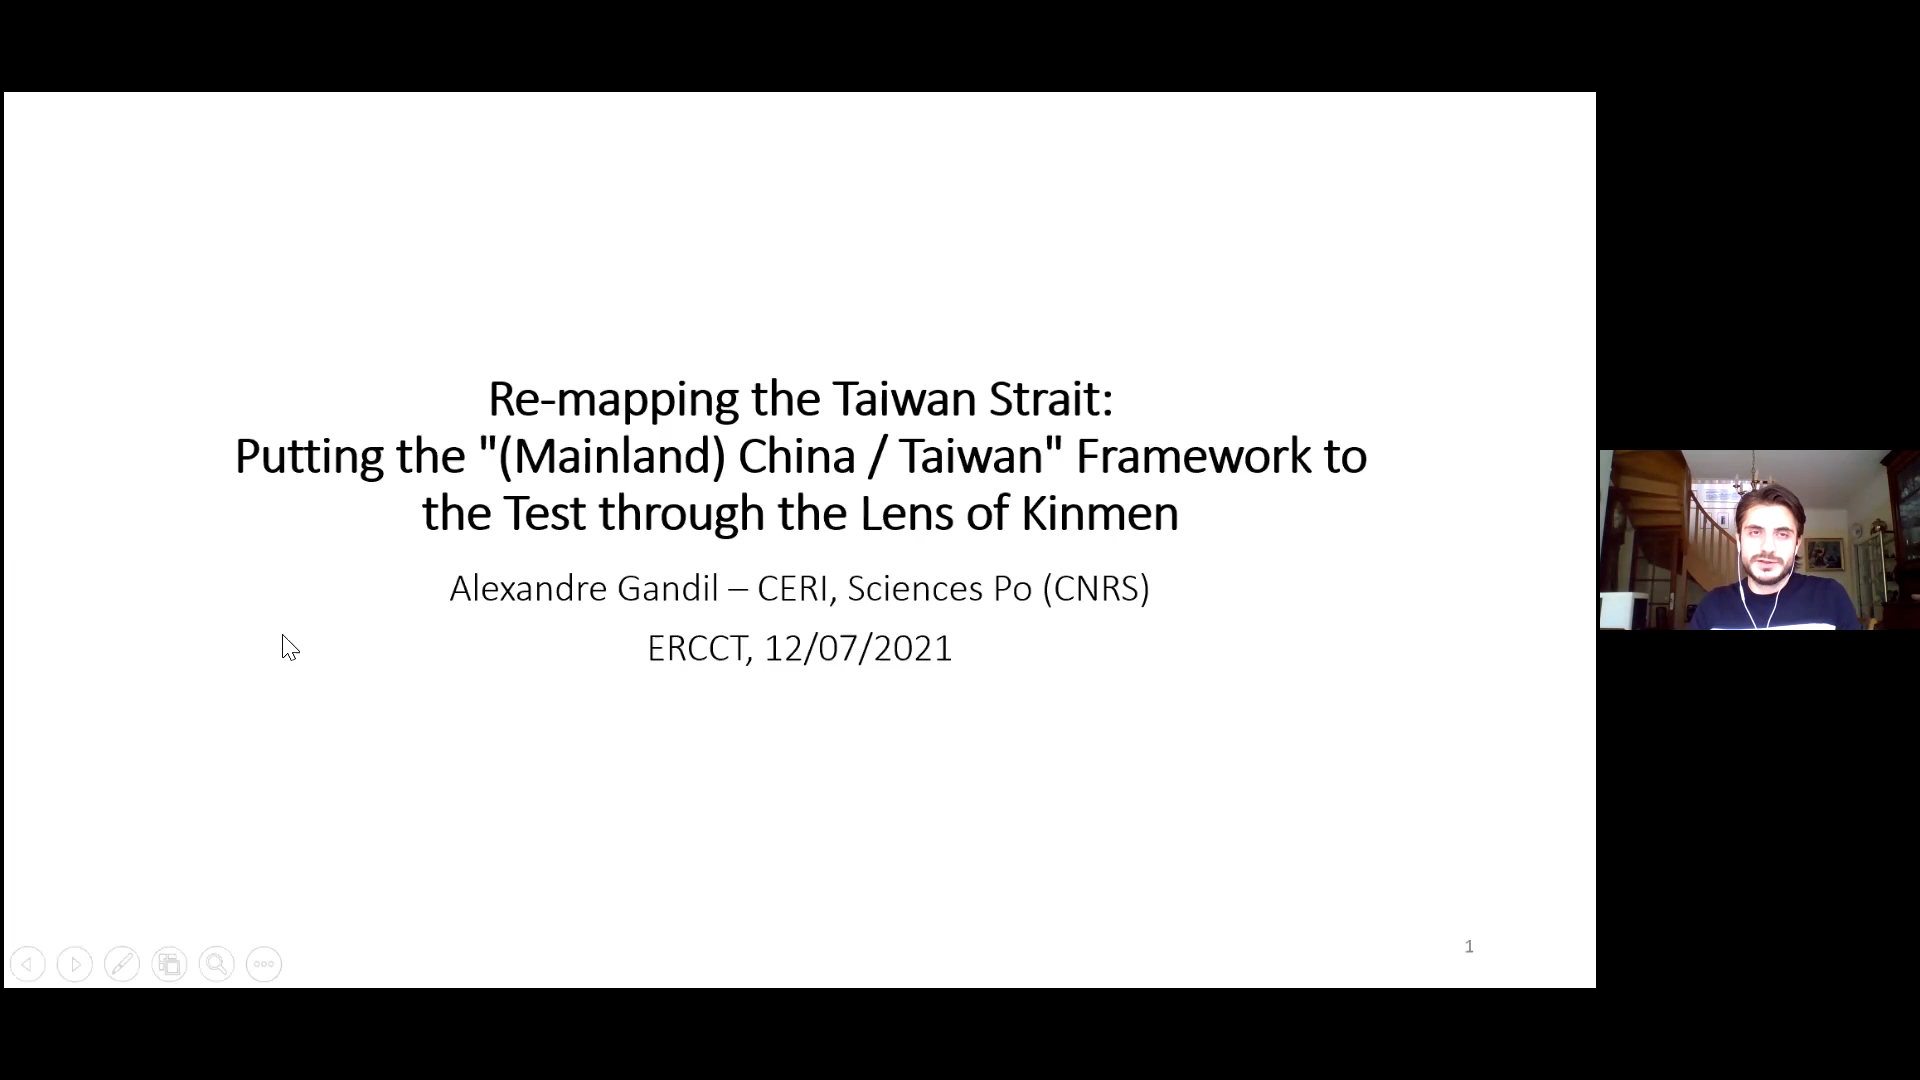 Re-mapping the Taiwan Strait:
Putting the "(Mainland) China / Taiwan" Framework to
the Test through the Lens of Kinmen
Alexandre Gandil – CERI, Sciences Po (CNRS)
ERCCT, 12/07/2021
1